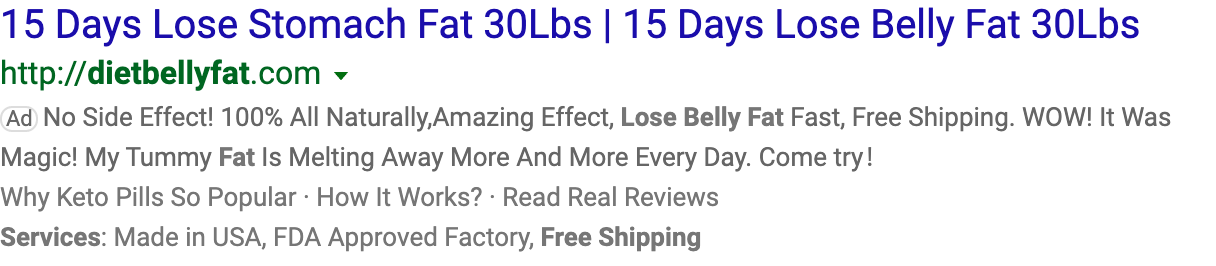 15 Days Lose Stomach Fat 30Lbs | 15 Days Lose Belly Fat 30Lbs
http://dietbellyfat.com
Ad No Side Effect! 100% All Naturally,Amazing Effect, Lose Belly Fat Fast, Free Shipping. WOW! It Was
Magic! My Tummy Fat Is Melting Away More And More Every Day. Come try!
Why Keto Pills So Popular · How It Works? · Read Real Reviews
Services: Made in USA, FDA Approved Factory, Free Shipping